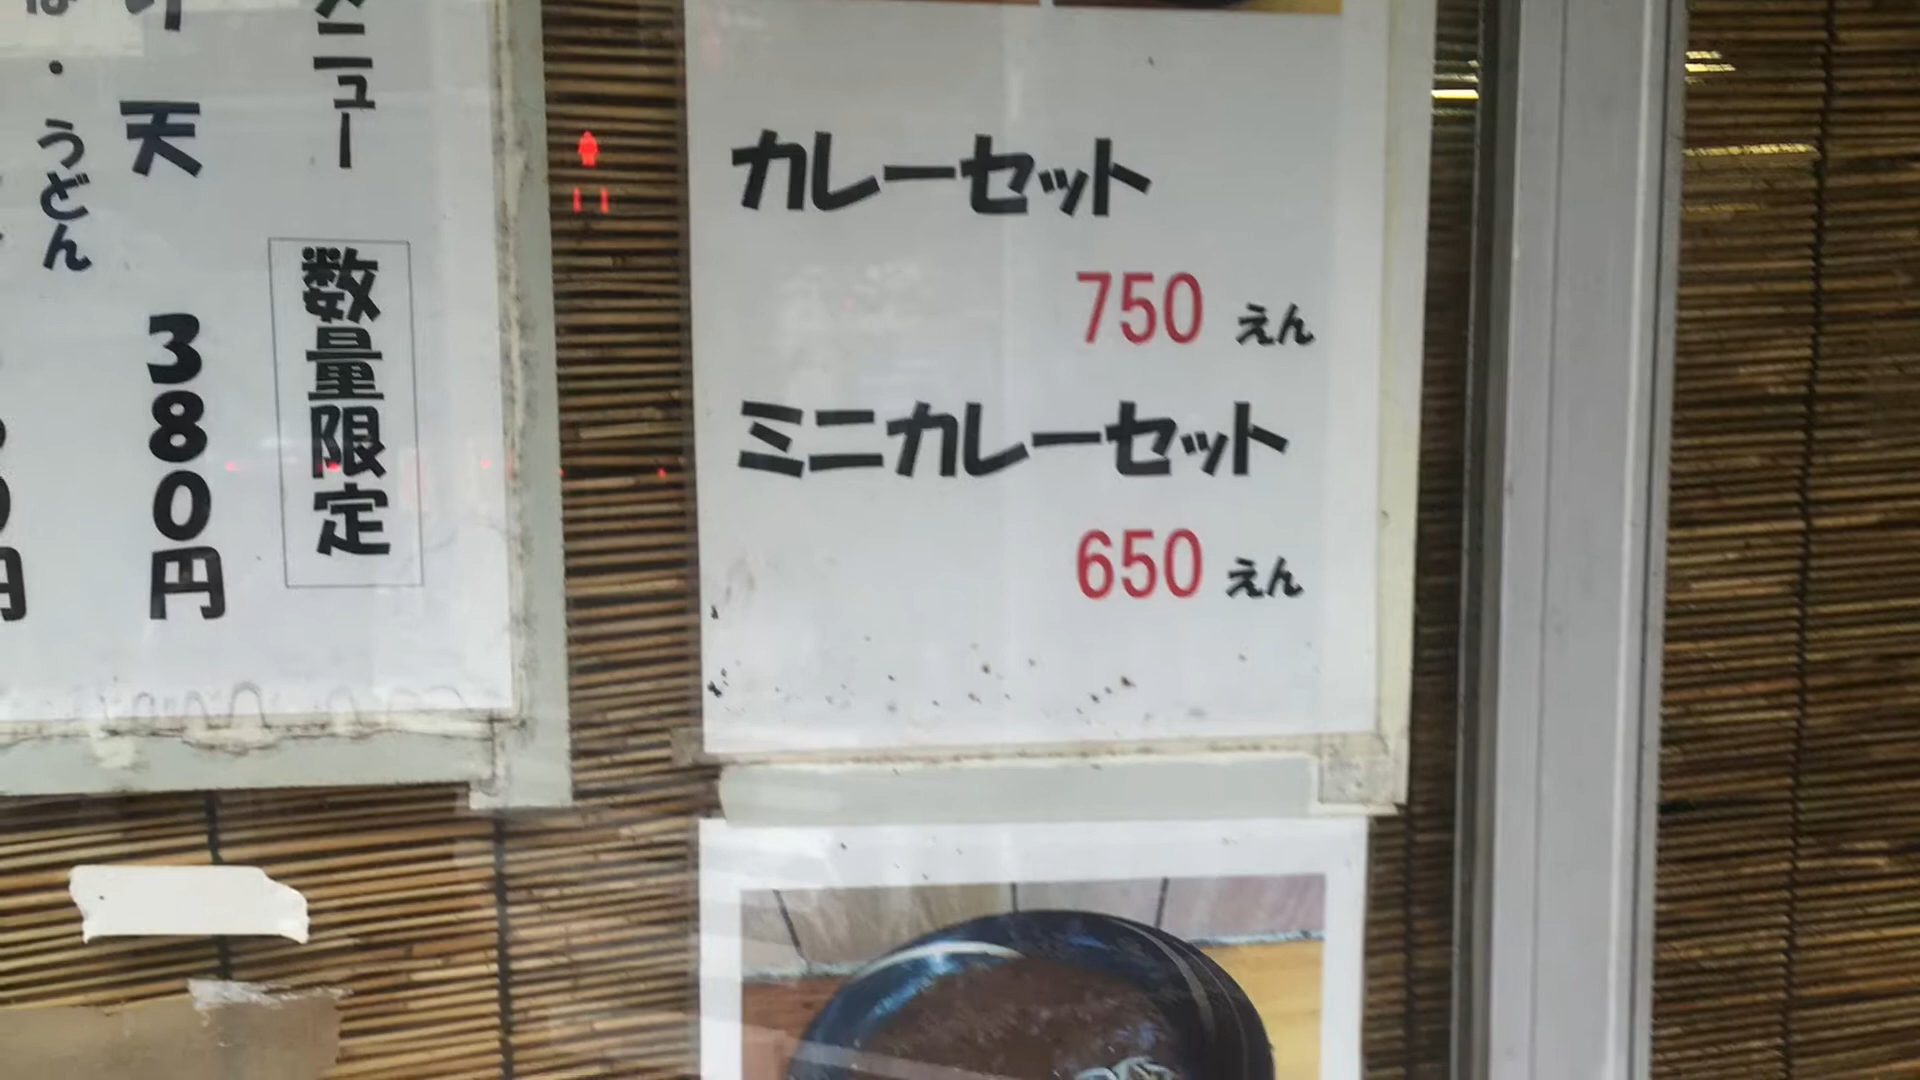 カレーセット
750 えん
ミニカレーセット
650 えん
メニュー
数量限定
天 380円
・うどん
円